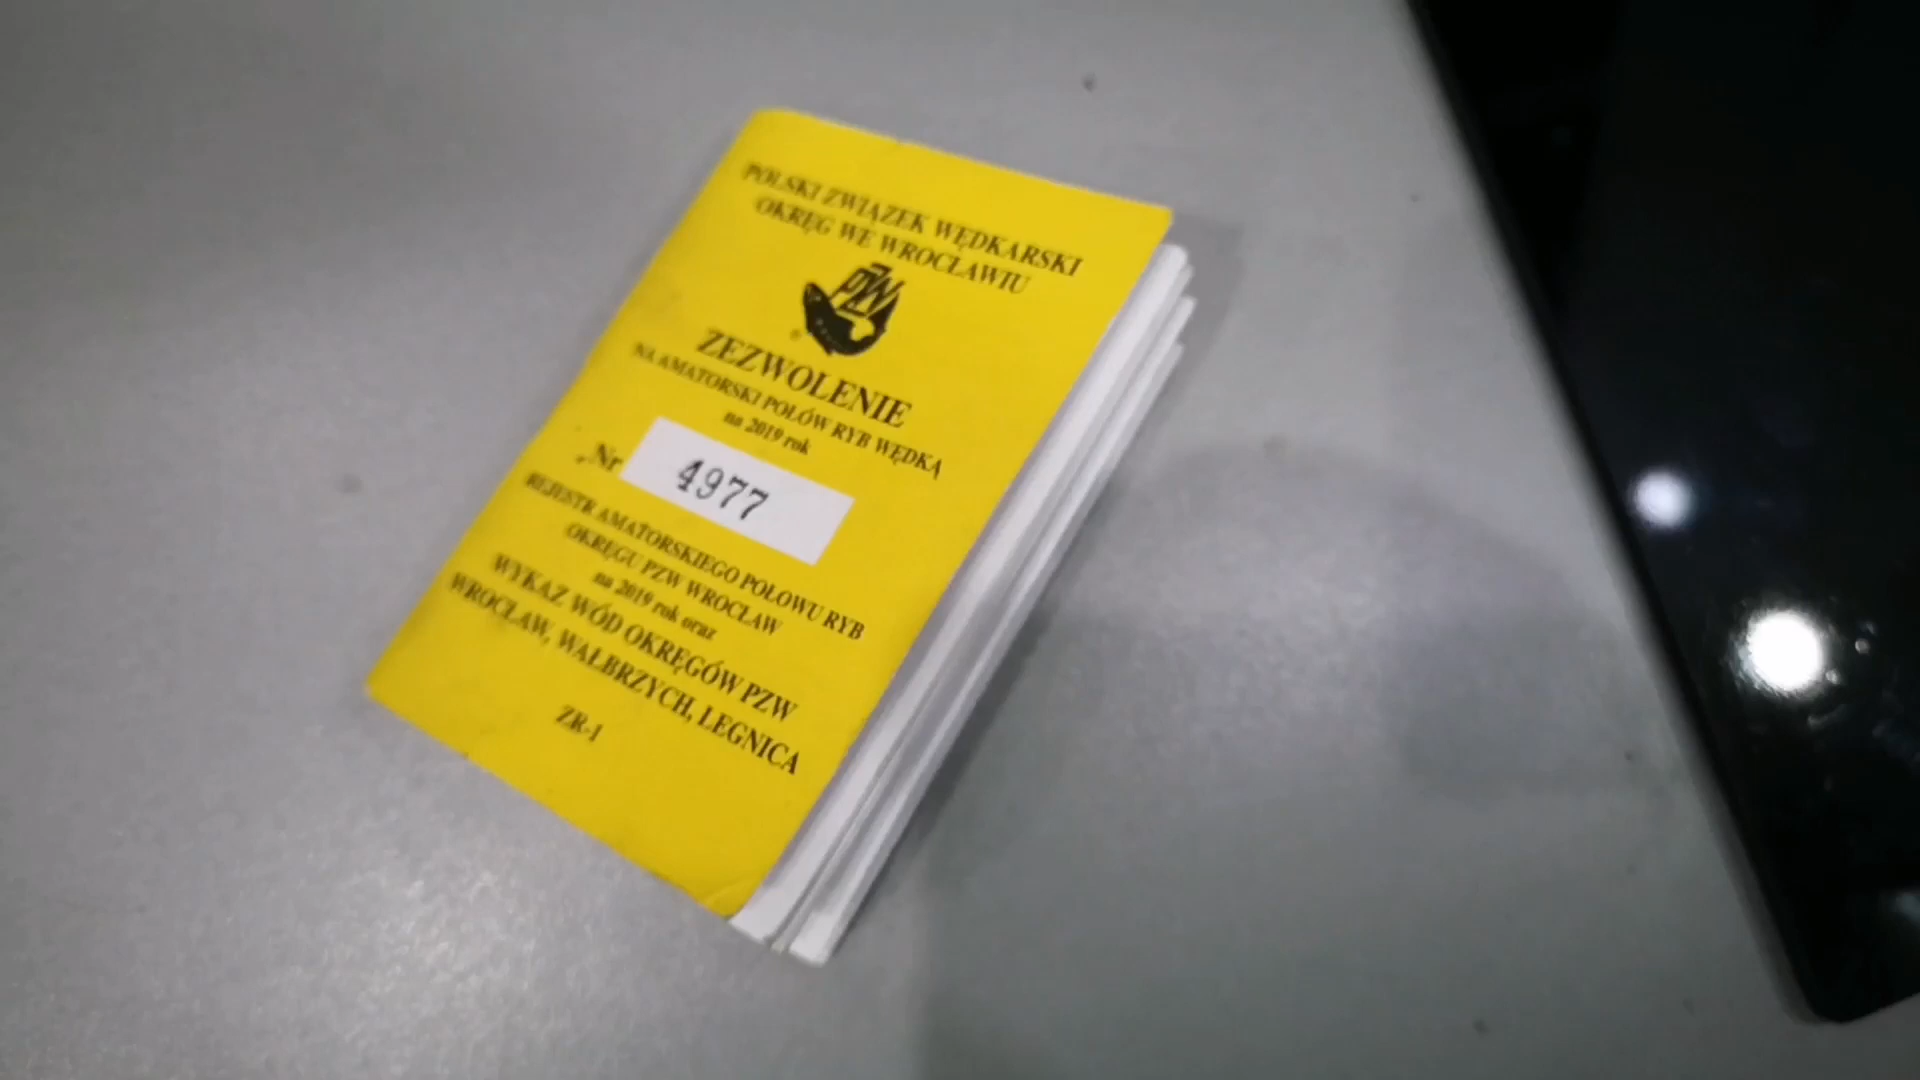 POLSKI ZWIĄZEK WĘDKARSKI
OKRĘG WE WROCŁAWIU
PZW
ZEZWOLENIE
NA AMATORSKI POŁÓW RYB WĘDKĄ
na 2019 rok
Nr 4977
REJESTR AMATORSKIEGO POŁOWU RYB
OKRĘGU PZW WROCŁAW
na 2019 rok oraz
WYKAZ WÓD OKRĘGÓW PZW
WROCŁAW, WAŁBRZYCH, LEGNICA
ZR-1